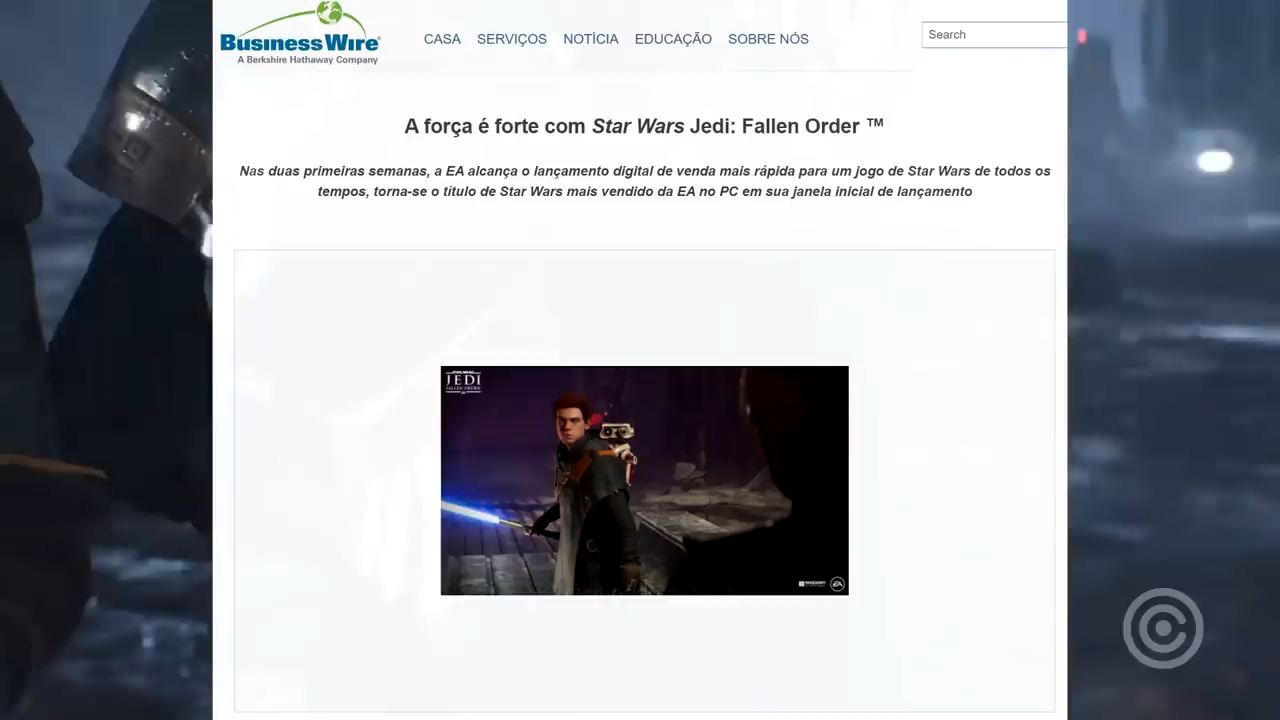 BusinessWire
A Berkshire Hathaway Company
CASA SERVIÇOS NOTÍCIA EDUCAÇÃO SOBRE NÓS
Search
A força é forte com Star Wars Jedi: Fallen Order ™
Nas duas primeiras semanas, a EA alcança o lançamento digital de venda mais rápida para um jogo de Star Wars de todos os
tempos, torna-se o título de Star Wars mais vendido da EA no PC em sua janela inicial de lançamento
JEDI
FALLEN ORDER
EA